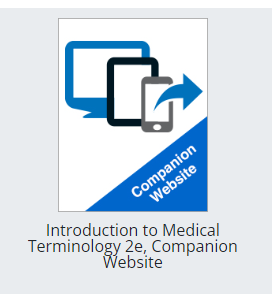 Companion
Website
Introduction to Medical
Terminology 2e, Companion
Website